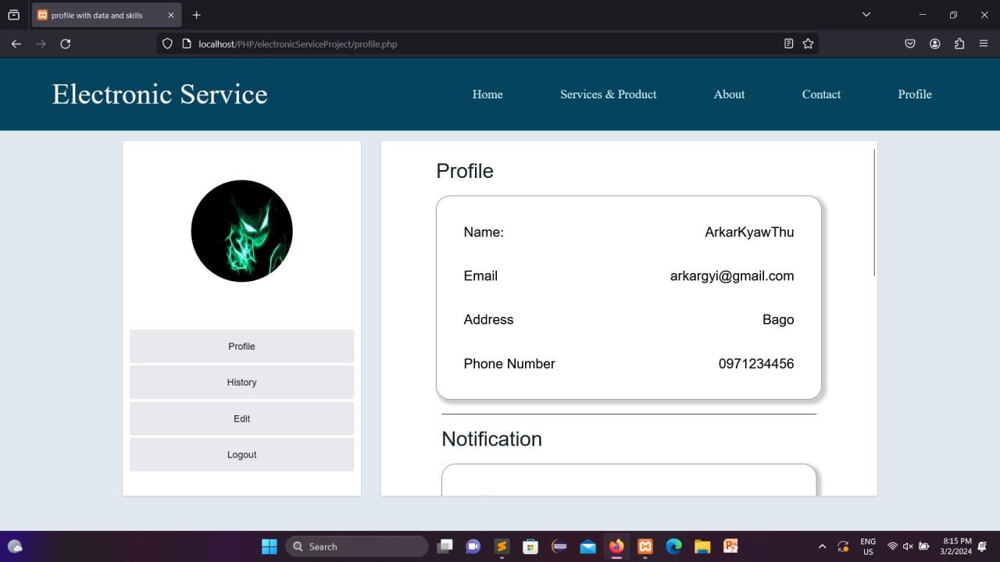 profile with data and skills
localhost/PHP/electronicServiceProject/profile.php
Electronic Service
Home Services & Product About Contact Profile
Profile
Name: ArkarKyawThu
Email arkargyi@gmail.com
Address Bago
Phone Number 0971234456
Notification
Profile
History
Edit
Logout
Search
ENG
US
8:15 PM
3/2/2024